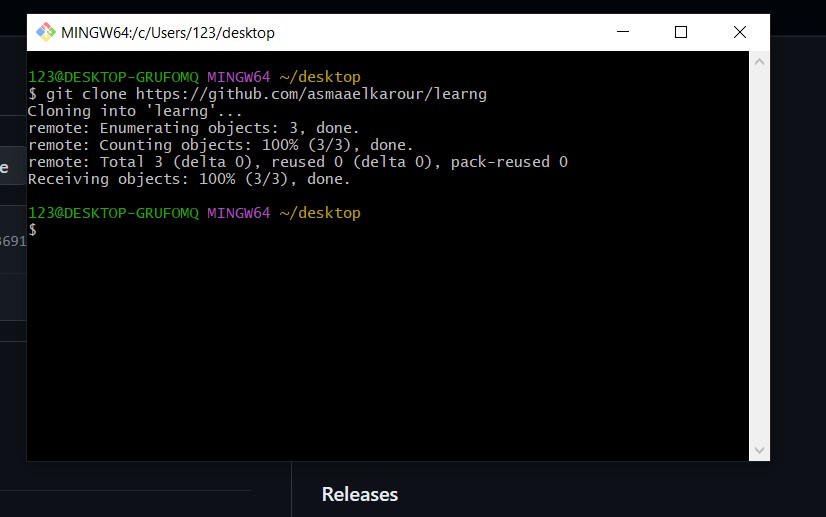 MINGW64:/c/Users/123/desktop
123@DESKTOP-GRUFOMQ MINGW64 ~/desktop
$ git clone https://github.com/asmaaelkarour/learng
Cloning into 'learng'...
remote: Enumerating objects: 3, done.
remote: Counting objects: 100% (3/3), done.
remote: Total 3 (delta 0), reused 0 (delta 0), pack-reused 0
Receiving objects: 100% (3/3), done.
123@DESKTOP-GRUFOMQ MINGW64 ~/desktop
$
e
3691
Releases